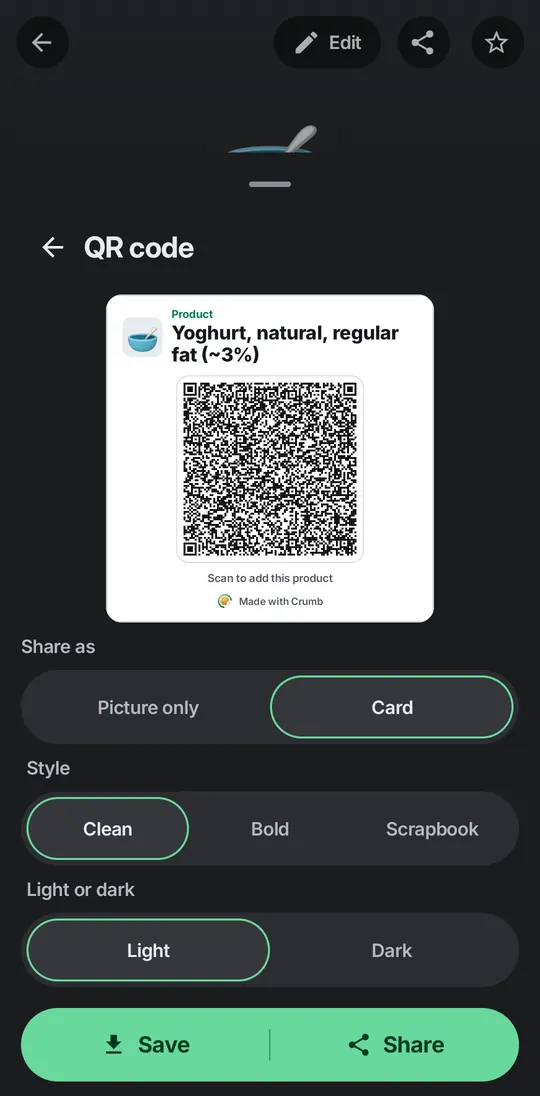 Edit
QR code
Product
Yoghurt, natural, regular
fat (~3%)
Scan to add this product
Made with Crumb
Share as
Picture only
Card
Style
Clean
Bold
Scrapbook
Light or dark
Light
Dark
Save
Share